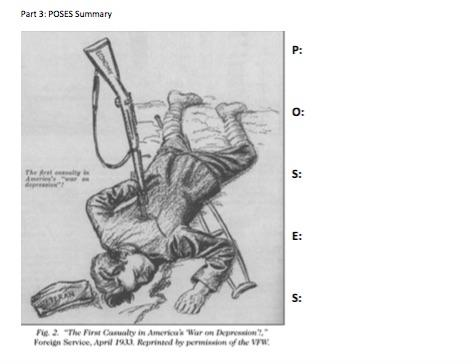 Part 3: POSES Summary
P:
O:
S:
E:
S:
ECONOMY
The first casualty in
America's "war on
depression"!
VETERAN
Fig. 2. "The First Casualty in America's 'War on Depression'!,"
Foreign Service, April 1933. Reprinted by permission of the VFW.